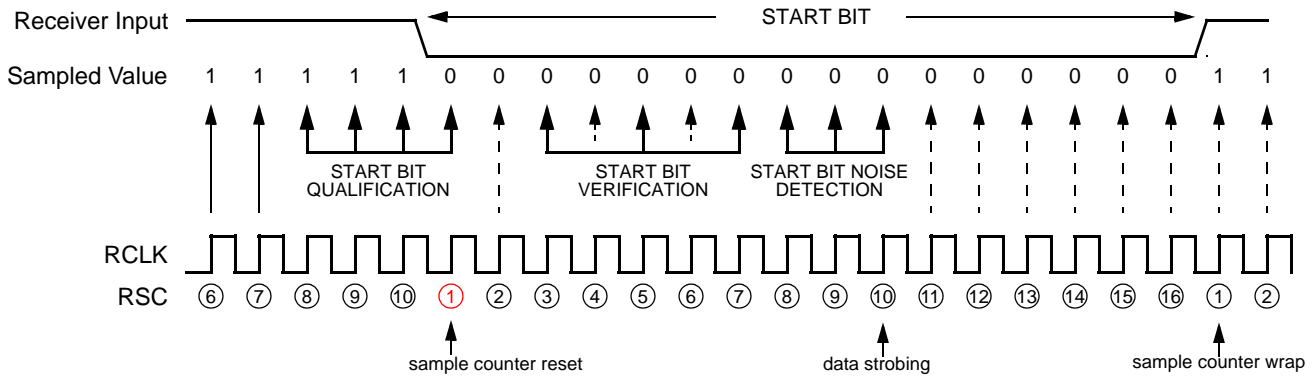 Receiver Input
START BIT
Sampled Value 1 1 1 1 1 0 0 0 0 0 0 0 0 0 0 0 0 0 0 0 0 1 1
START BIT QUALIFICATION
START BIT VERIFICATION
START BIT NOISE DETECTION
RCLK
RSC 6 7 8 9 10 1 2 3 4 5 6 7 8 9 10 11 12 13 14 15 16 1 2
sample counter reset
data strobing
sample counter wrap